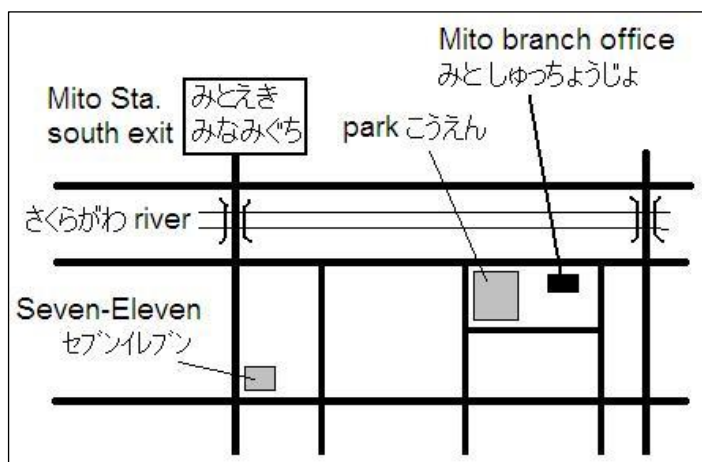 Mito branch office
みとしゅっちょうじょ
Mito Sta.
south exit
みとえき
みなみぐち
park こうえん
さくらがわ river
Seven-Eleven
セブンイレブン